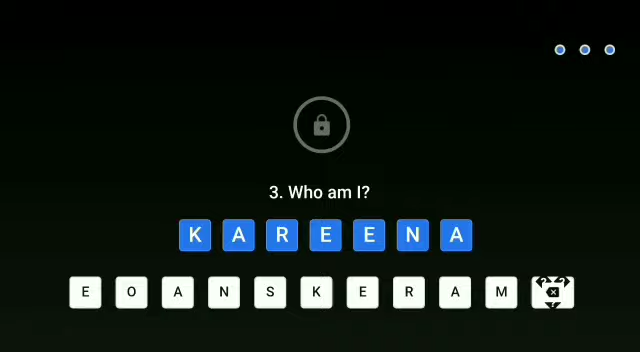 3. Who am I?
K A R E E N A
E O A N S K E R A M